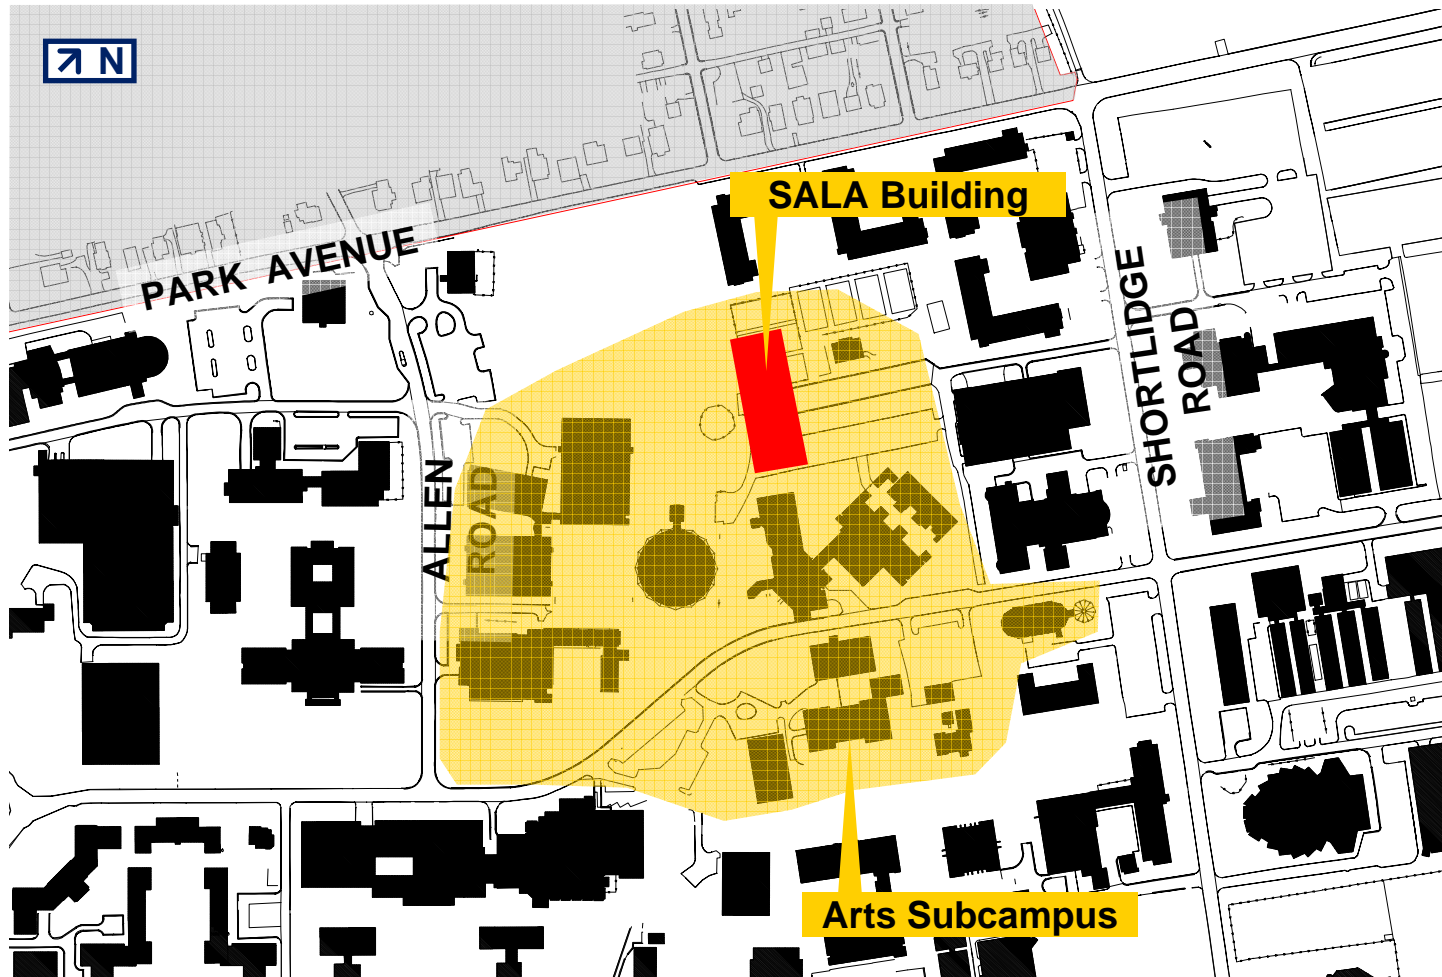 N
SALA Building
PARK AVENUE
SHORTLIDGE
ROAD
ALLEN
ROAD
Arts Subcampus